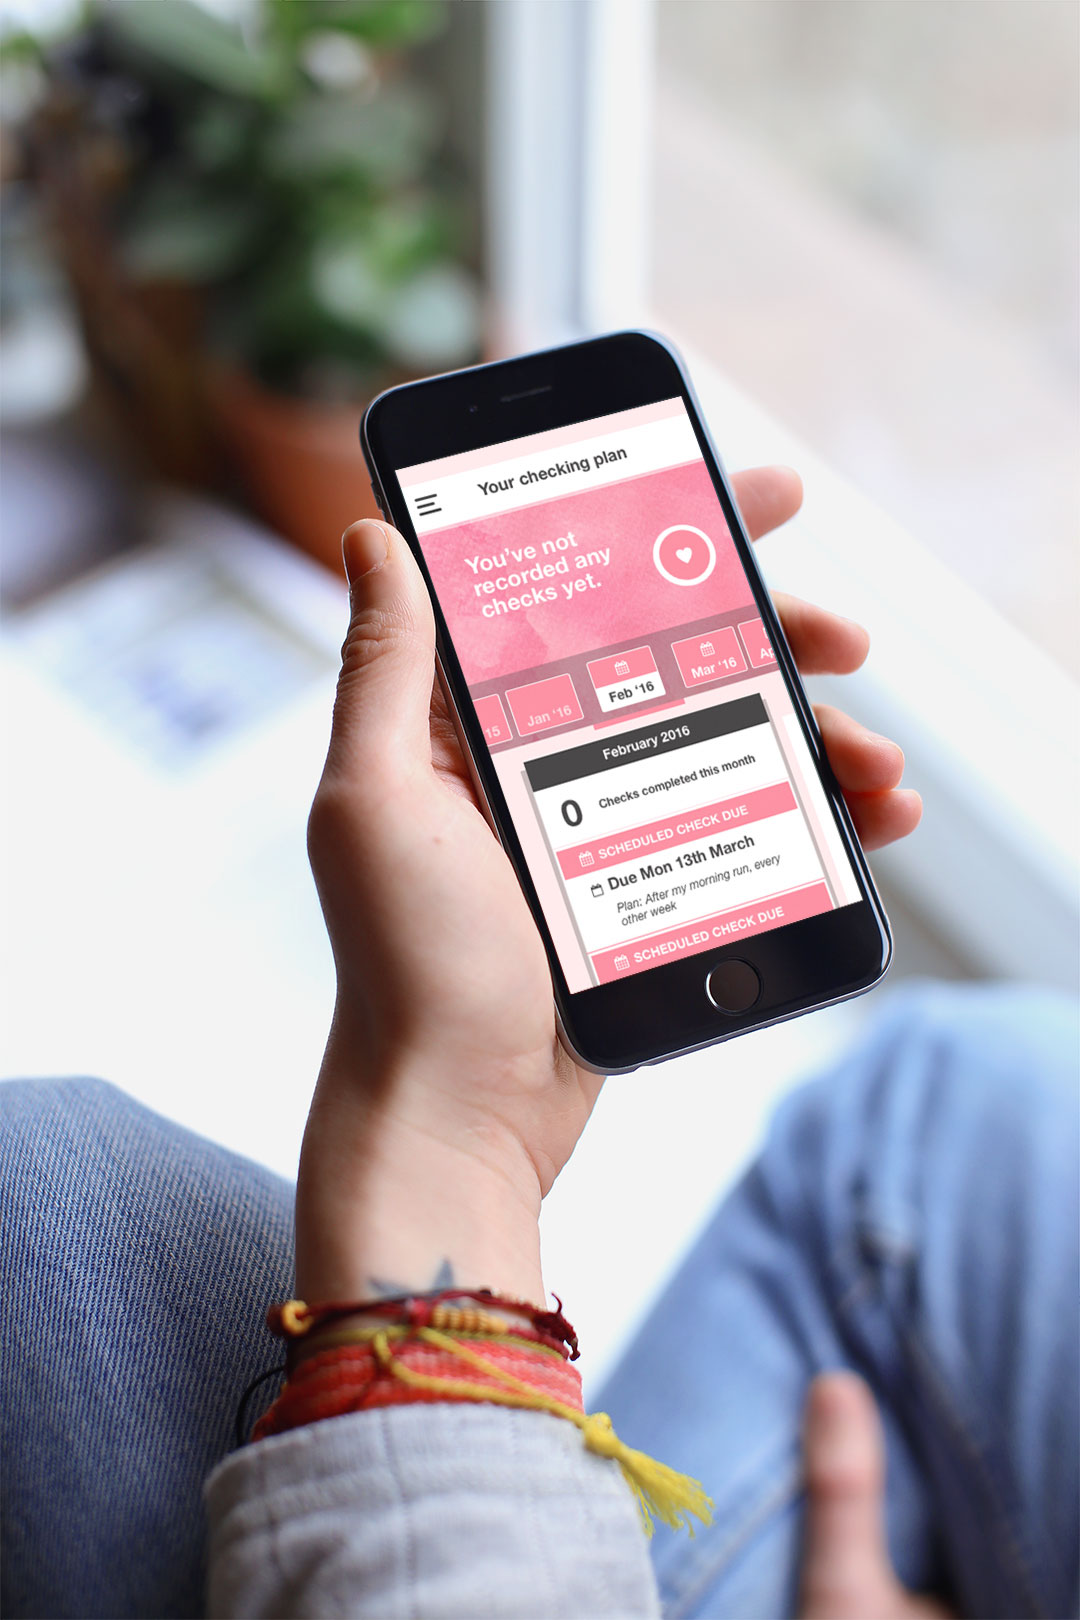 Your checking plan
You've not
recorded any
checks yet.
15
Jan '16
Feb '16
Mar '16
Ap
February 2016
0 Checks completed this month
SCHEDULED CHECK DUE
Due Mon 13th March
Plan: After my morning run, every
other week
SCHEDULED CHECK DUE